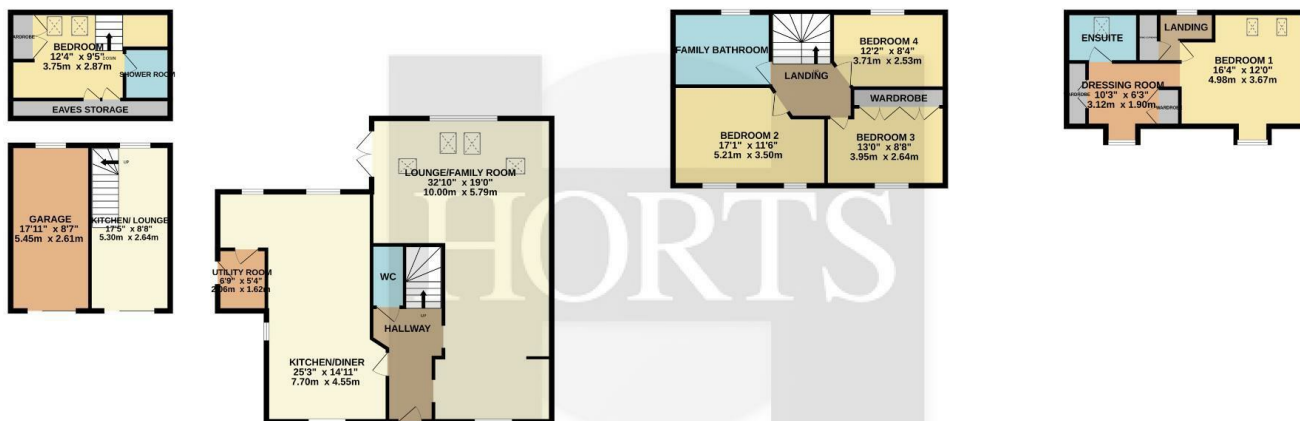 WARDROBE
BEDROOM
12'4" x 9'5"
3.75m x 2.87m
DOWN
SHOWER ROOM
EAVES STORAGE
GARAGE
17'11" x 8'7"
5.45m x 2.61m
UP
KITCHEN/ LOUNGE
17'5" x 8'8"
5.30m x 2.64m
LOUNGE/FAMILY ROOM
32'10" x 19'0"
10.00m x 5.79m
UTILITY ROOM
6'9" x 5'4"
2.06m x 1.62m
WC
UP
HALLWAY
KITCHEN/DINER
25'3" x 14'11"
7.70m x 4.55m
FAMILY BATHROOM
LANDING
BEDROOM 4
12'2" x 8'4"
3.71m x 2.53m
WARDROBE
BEDROOM 2
17'1" x 11'6"
5.21m x 3.50m
BEDROOM 3
13'0" x 8'8"
3.95m x 2.64m
ENSUITE
LANDING
BEDROOM 1
16'4" x 12'0"
4.98m x 3.67m
DRESSING ROOM
10'3" x 6'3"
3.12m x 1.90m
WARDROBE
WARDROBE
HORTS